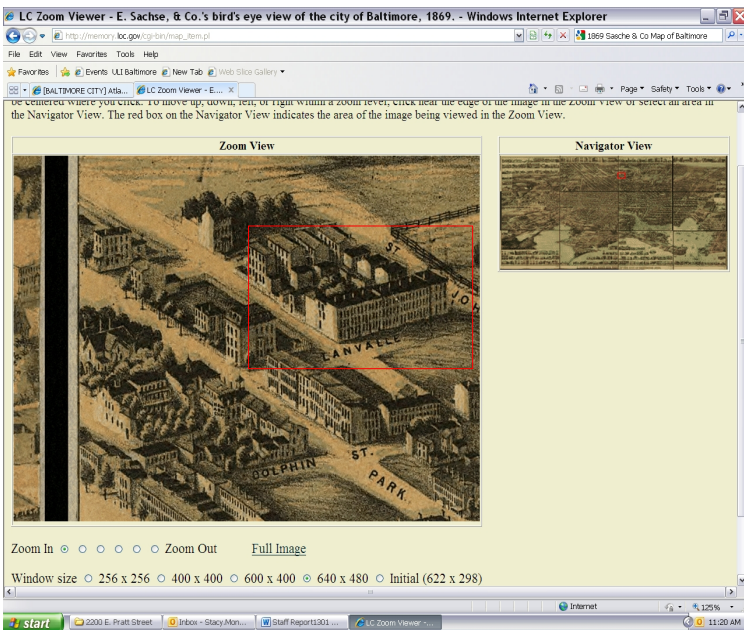 LC Zoom Viewer - E. Sachse, & Co.'s bird's eye view of the city of Baltimore, 1869. - Windows Internet Explorer
http://memory.loc.gov/cgi-bin/map_item.pl
1869 Sasche & Co Map of Baltimore
File Edit View Favorites Tools Help
Favorites Events ULI Baltimore New Tab Web Slice Gallery
[BALTIMORE CITY] Atla... LC Zoom Viewer - E.... X
Page Safety Tools
be centered where you click. To move up, down, left, or right within a zoom level, click near the edge of the image in the Zoom View or select an area in
the Navigator View. The red box on the Navigator View indicates the area of the image being viewed in the Zoom View.
Zoom View
Navigator View
ST
JOH
LANVALLE
DOLPHIN ST.
PARK
Zoom In Zoom Out Full Image
Window size 256 x 256 400 x 400 600 x 400 640 x 480 Initial (622 x 298)
Internet 125%
start 2200 E. Pratt Street Inbox - Stacy.Mon... Staff Report1301 ... LC Zoom Viewer -... 11:20 AM